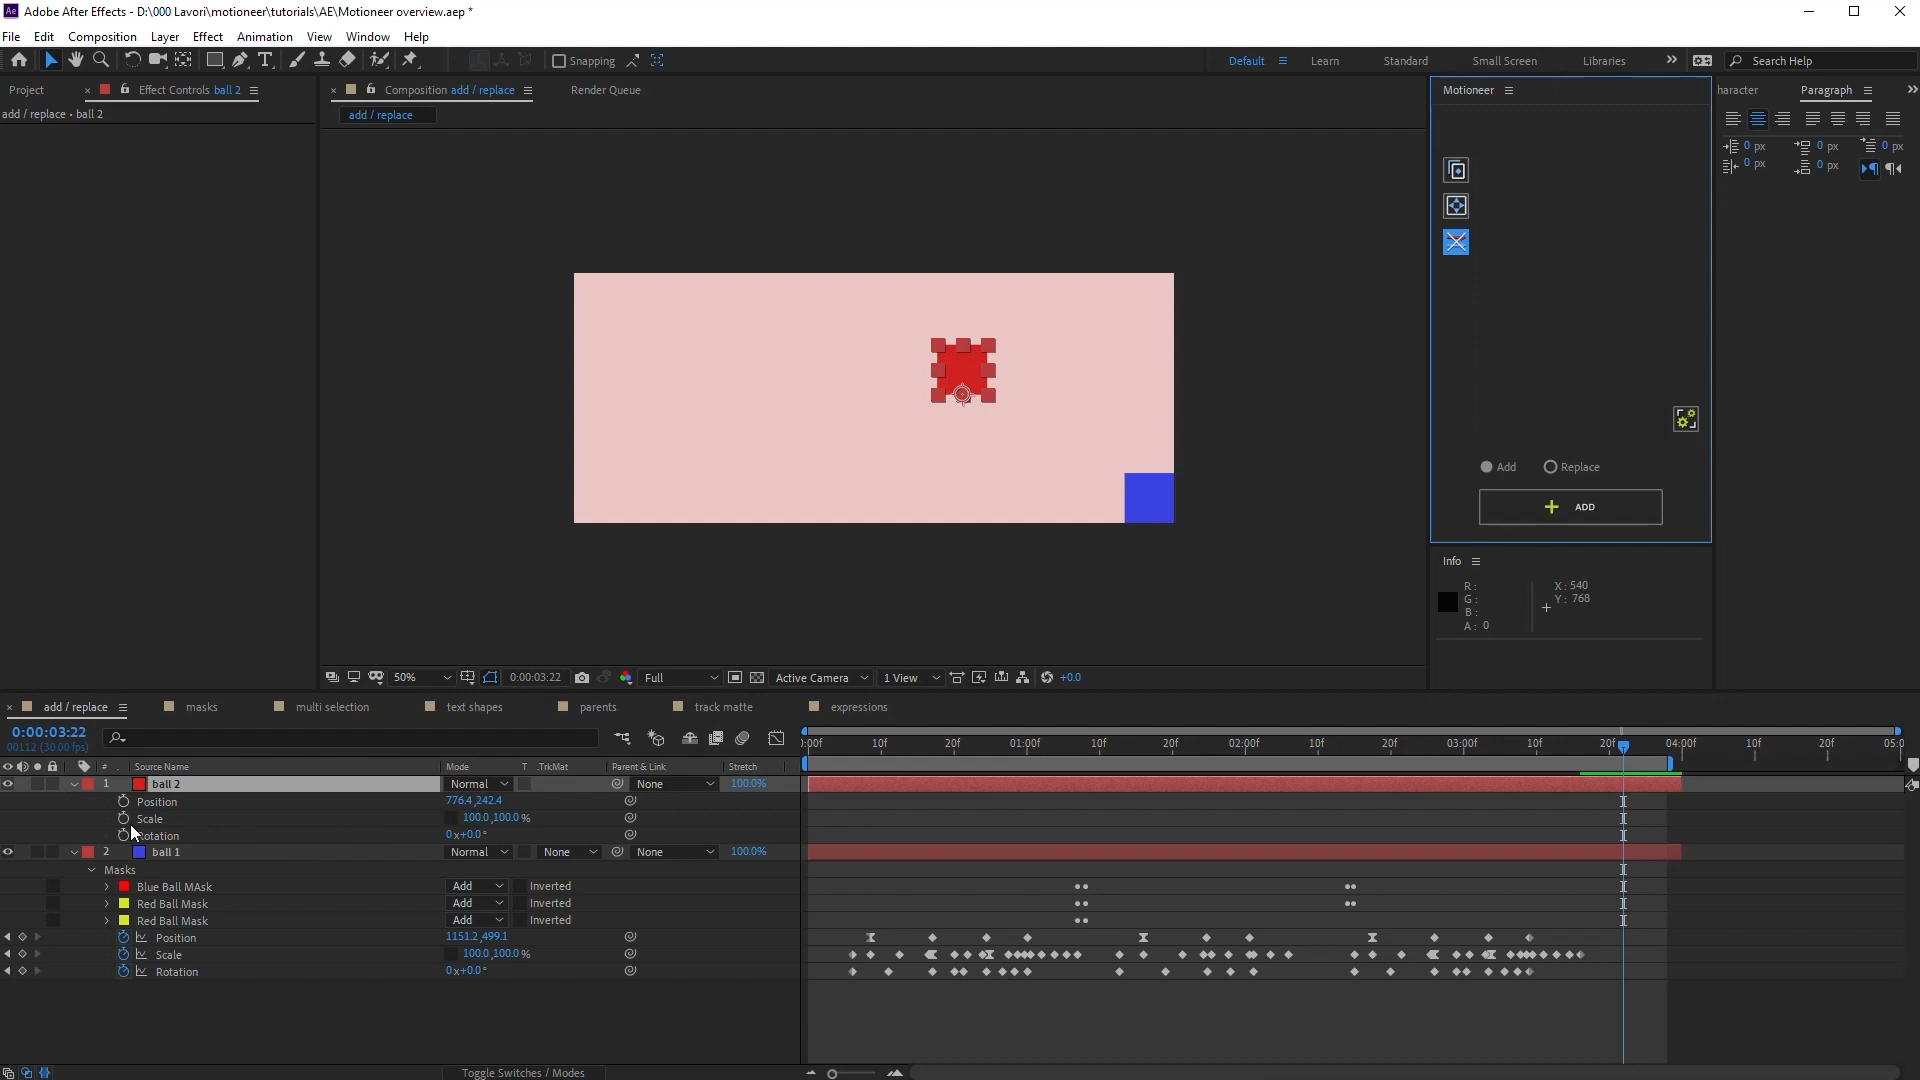 Adobe After Effects - D:\000 Lavori\motioneer\tutorials\AE\Motioneer overview.aep *
File Edit Composition Layer Effect Animation View Window Help
Snapping Default Learn Standard Small Screen Libraries Search Help
Project Effect Controls ball 2 Composition add / replace Render Queue Motioneer haracter Paragraph
add / replace • ball 2 add / replace
0 px 0 px 0 px
0 px 0 px
Add Replace
ADD
Info
R: X: 540
G: Y: 768
B:
A: 0
50% 0:00:03:22 Full Active Camera 1 View +0.0
add / replace masks multi selection text shapes parents track matte expressions
0:00:03:22
00112 (30.00 fps)
):00f 10f 20f 01:00f 10f 20f 02:00f 10f 20f 03:00f 10f 20f 04:00f 10f 20f 05:0
# Source Name Mode T .TrkMat Parent & Link Stretch
1 ball 2 Normal None 100.0%
Position 776.4,242.4
Scale 100.0,100.0 %
Rotation 0x+0.0°
2 ball 1 Normal None None 100.0%
Masks
Blue Ball MAsk Add Inverted
Red Ball Mask Add Inverted
Red Ball Mask Add Inverted
Position 1151.2,499.1
Scale 100.0,100.0 %
Rotation 0x+0.0°
Toggle Switches / Modes